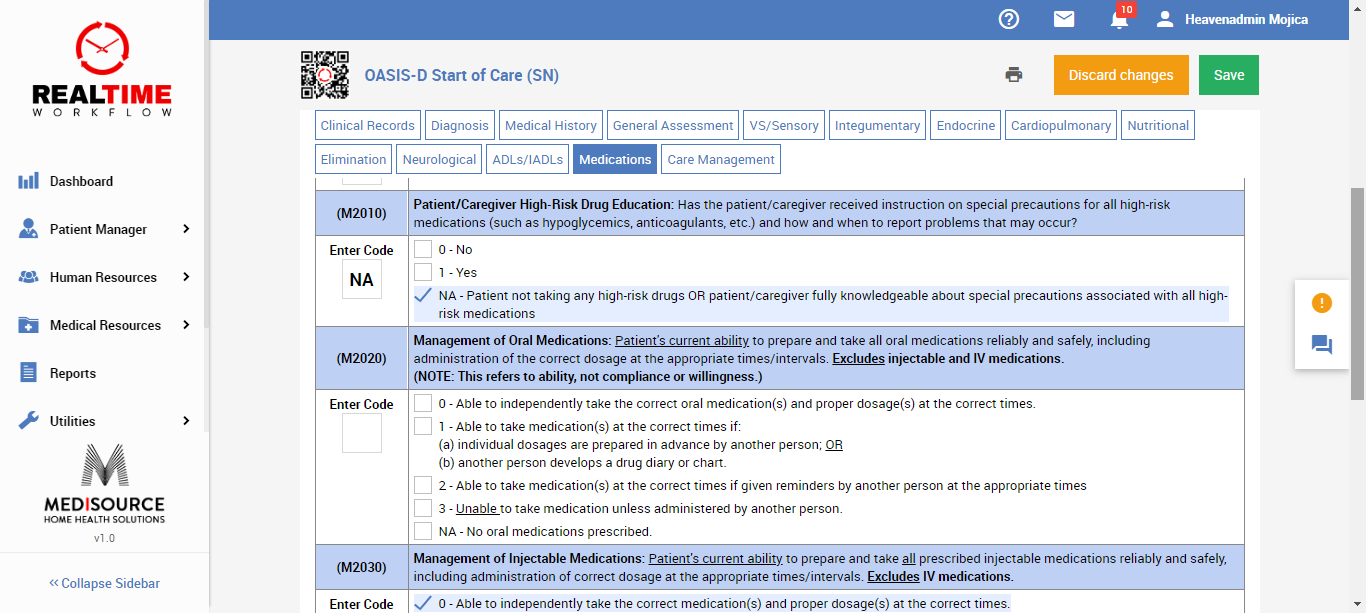 10
Heavenadmin Mojica
REALTIME
WORKFLOW
OASIS-D Start of Care (SN)
Discard changes
Save
Clinical Records
Diagnosis
Medical History
General Assessment
VS/Sensory
Integumentary
Endocrine
Cardiopulmonary
Nutritional
Elimination
Neurological
ADLs/IADLs
Medications
Care Management
Dashboard
Patient Manager
Human Resources
Medical Resources
Reports
Utilities
MEDISOURCE
HOME HEALTH SOLUTIONS
v1.0
<< Collapse Sidebar
(M2010)
Patient/Caregiver High-Risk Drug Education: Has the patient/caregiver received instruction on special precautions for all high-risk
medications (such as hypoglycemics, anticoagulants, etc.) and how and when to report problems that may occur?
Enter Code
NA
0 - No
1 - Yes
NA - Patient not taking any high-risk drugs OR patient/caregiver fully knowledgeable about special precautions associated with all high-
risk medications
(M2020)
Management of Oral Medications: Patient's current ability to prepare and take all oral medications reliably and safely, including
administration of the correct dosage at the appropriate times/intervals. Excludes injectable and IV medications.
(NOTE: This refers to ability, not compliance or willingness.)
Enter Code
0 - Able to independently take the correct oral medication(s) and proper dosage(s) at the correct times.
1 - Able to take medication(s) at the correct times if:
(a) individual dosages are prepared in advance by another person; OR
(b) another person develops a drug diary or chart.
2 - Able to take medication(s) at the correct times if given reminders by another person at the appropriate times
3 - Unable to take medication unless administered by another person.
NA - No oral medications prescribed.
(M2030)
Management of Injectable Medications: Patient's current ability to prepare and take all prescribed injectable medications reliably and safely,
including administration of correct dosage at the appropriate times/intervals. Excludes IV medications.
Enter Code
0 - Able to independently take the correct medication(s) and proper dosage(s) at the correct times.